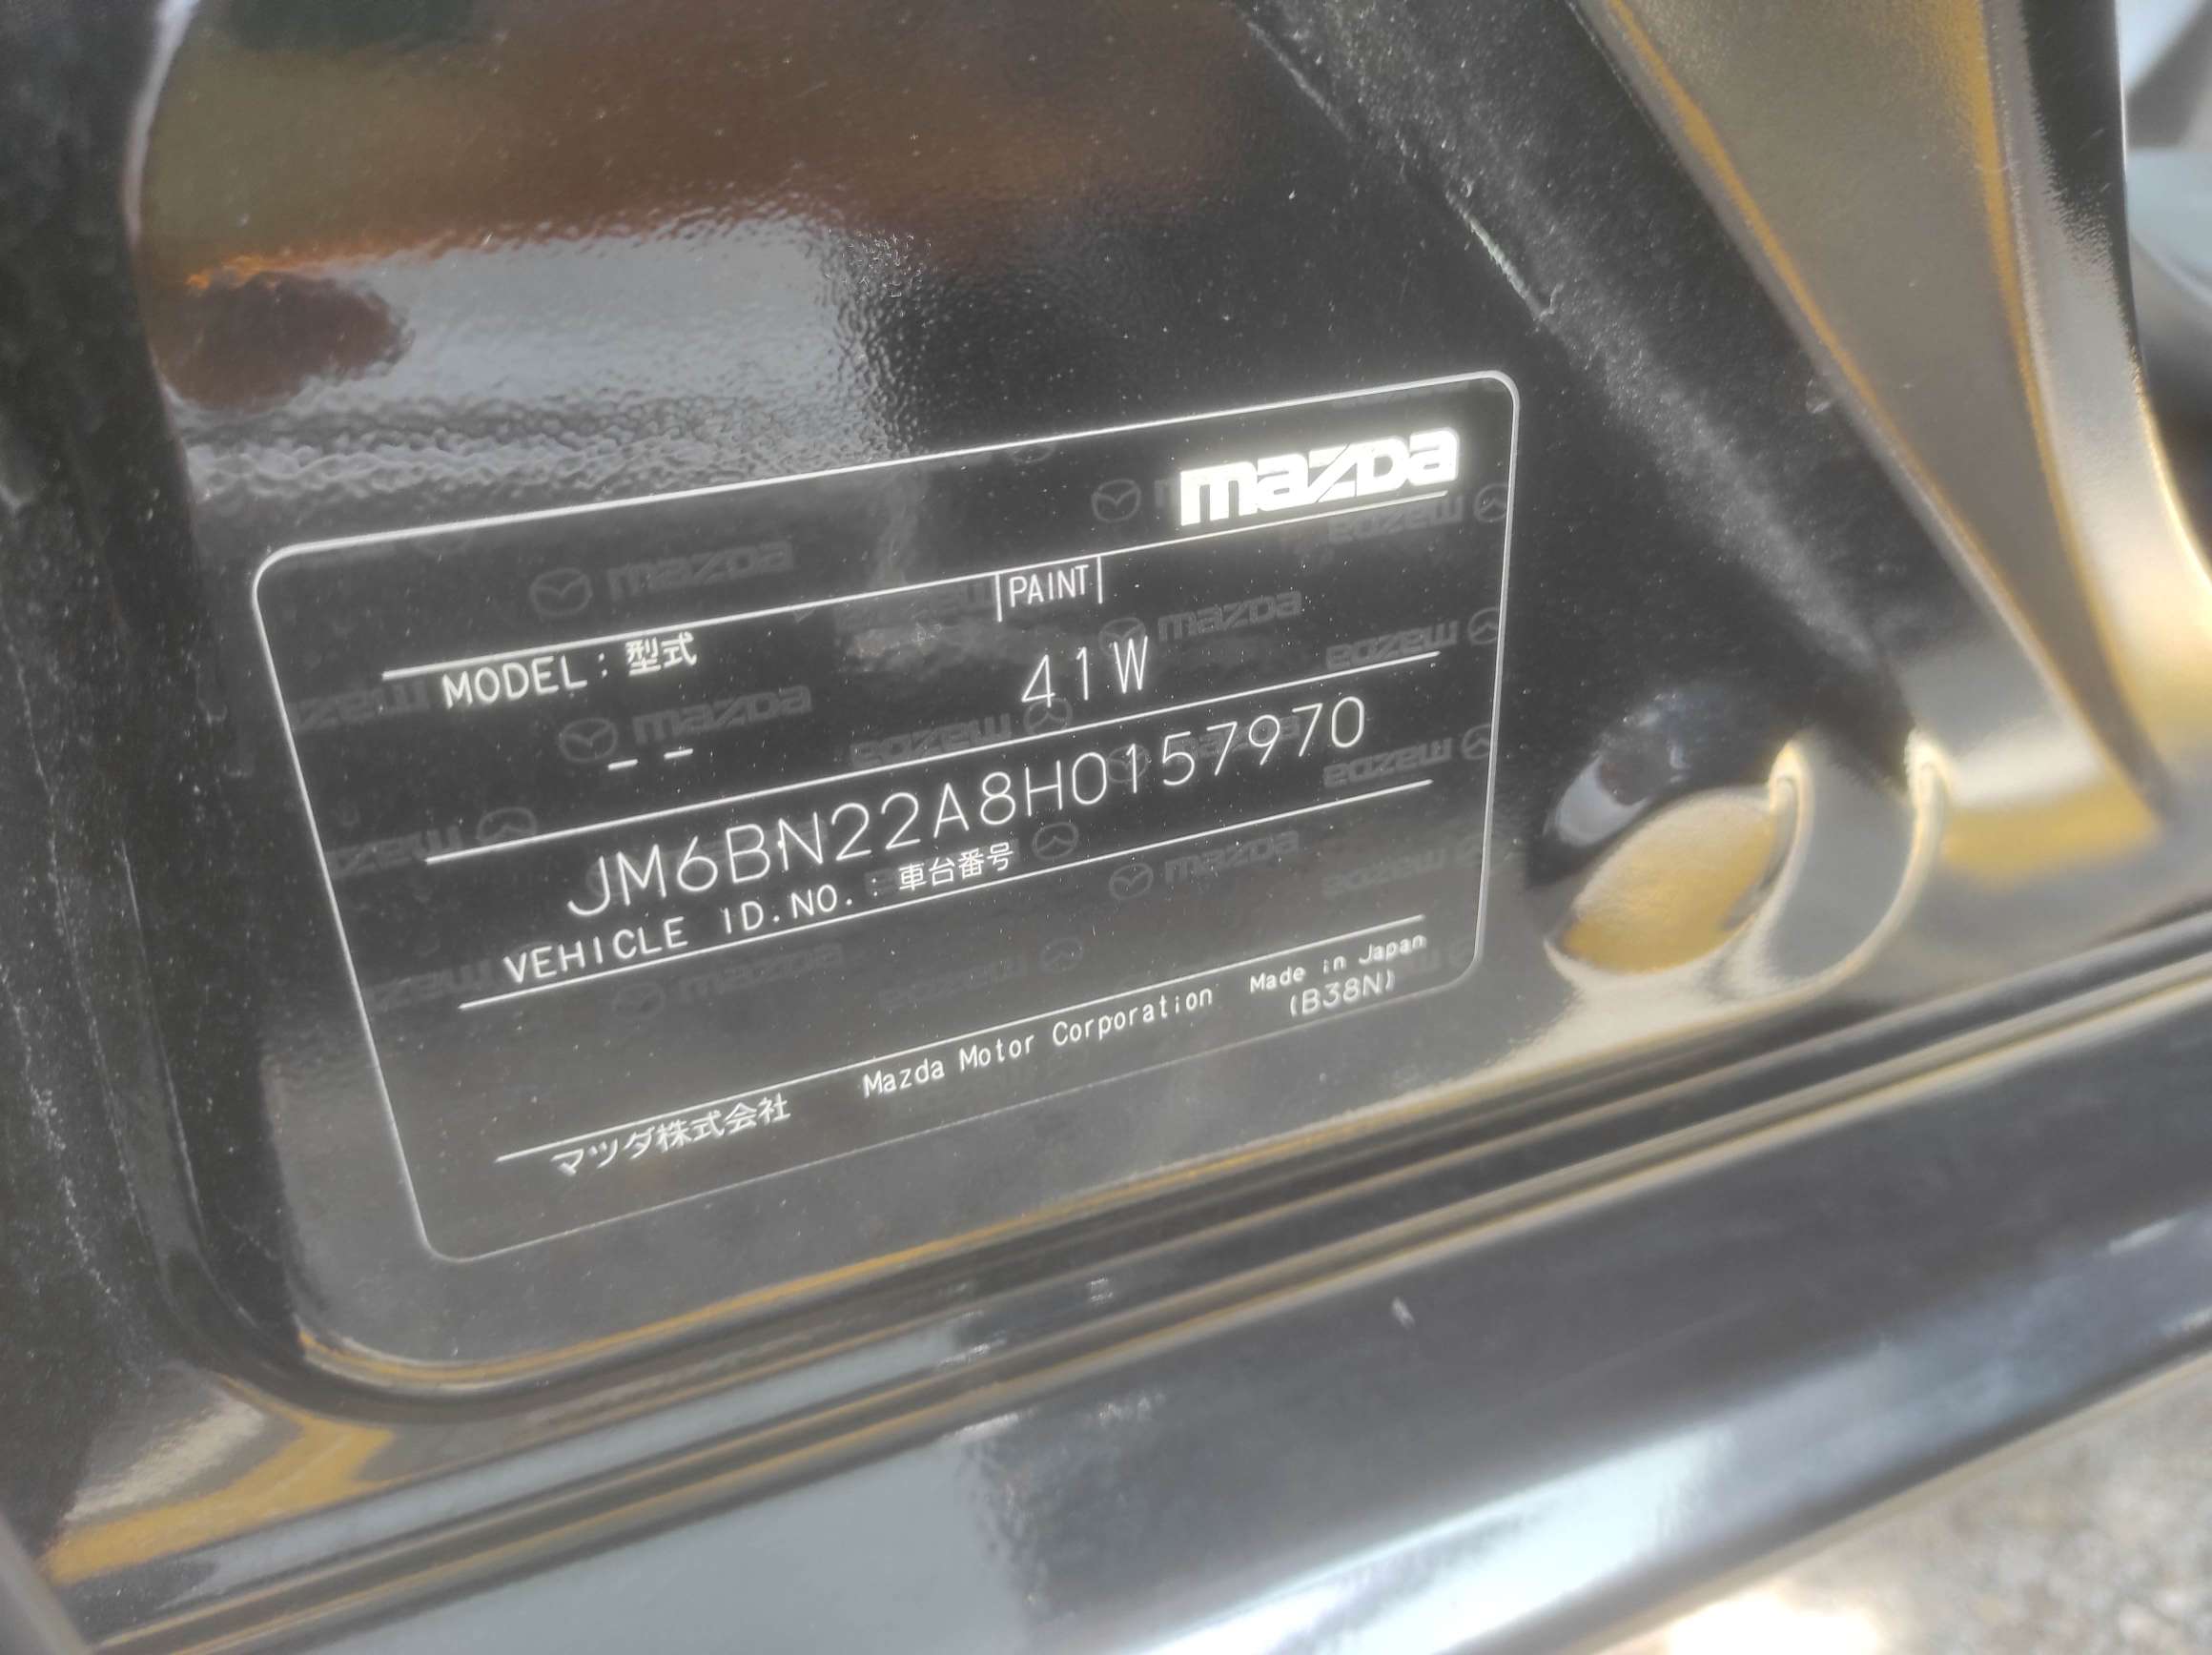 mazda
PAINT
MODEL : 型式
41W
--
JM6BN22A8H0157970
VEHICLE ID.NO. : 車台番号
Made in Japan
マツダ株式会社 Mazda Motor Corporation (B38N)